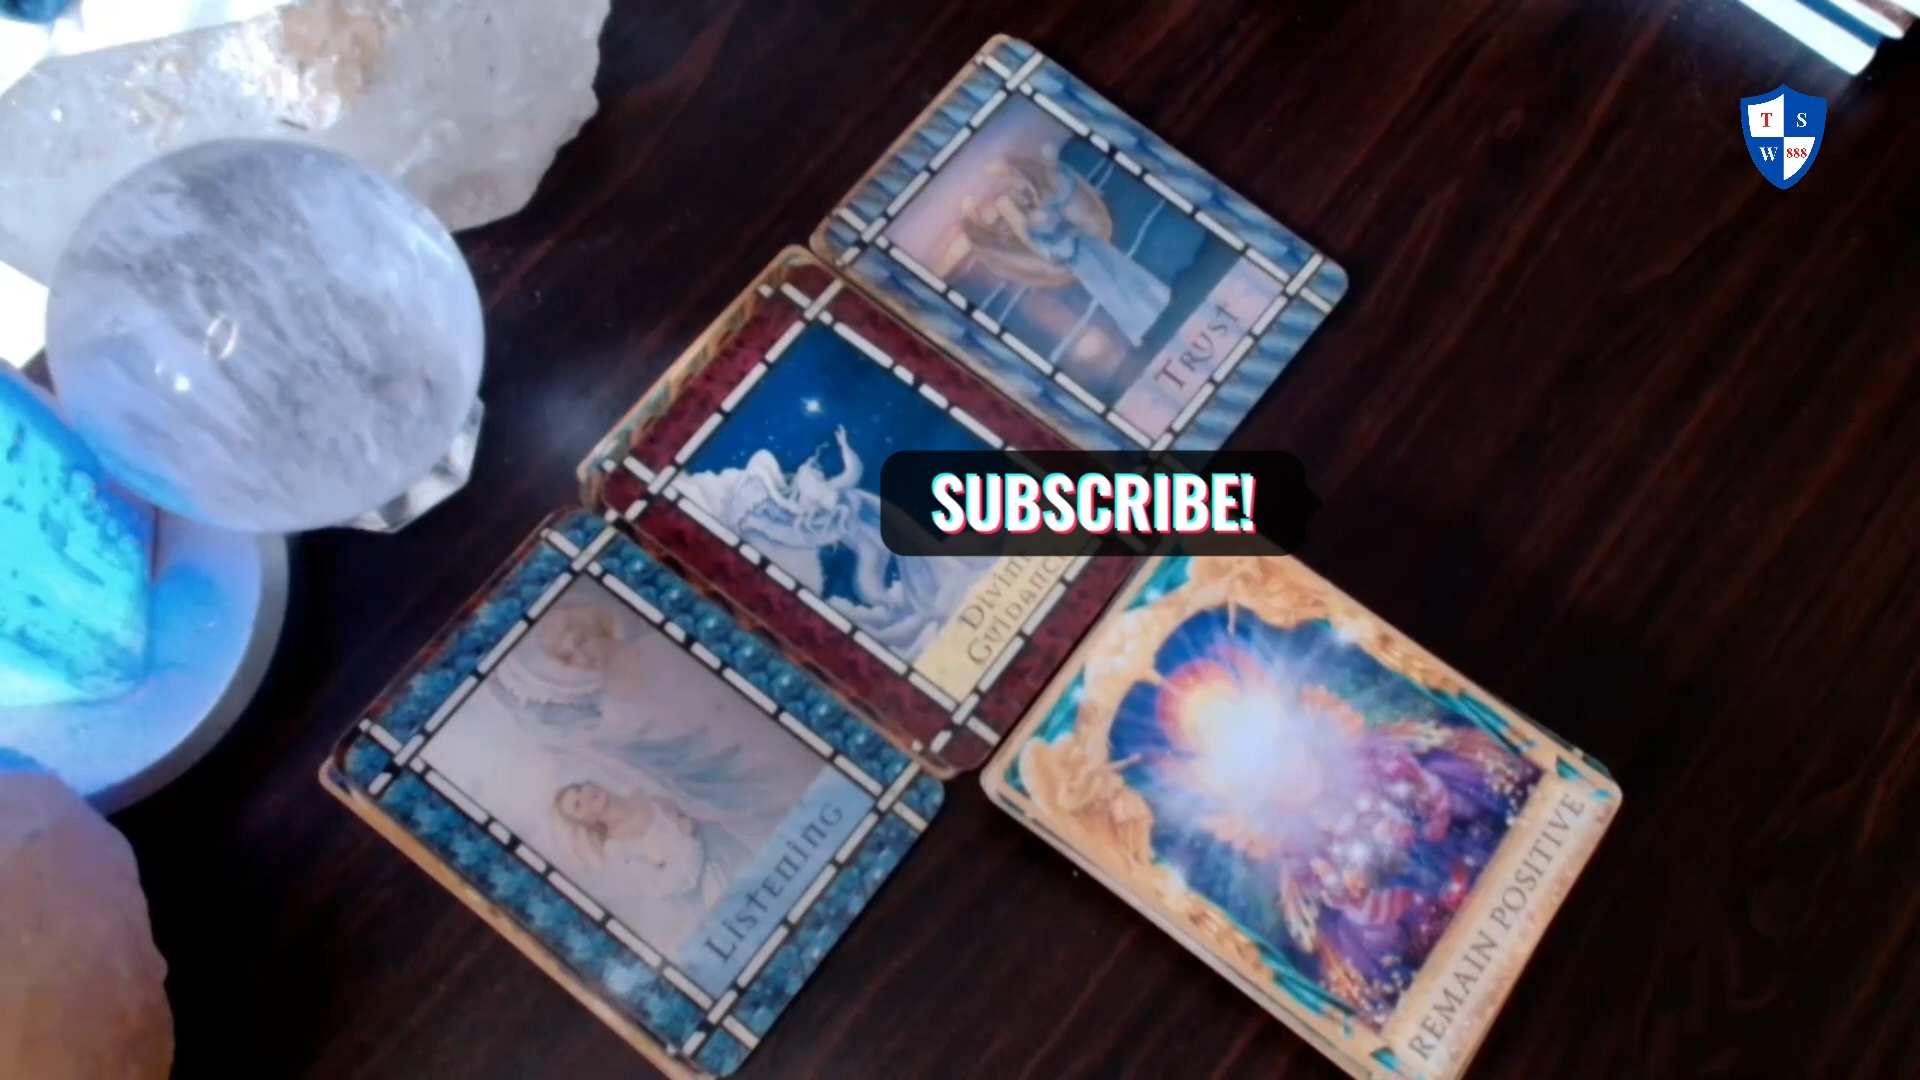 T S
W 888
TRUST
SUBSCRIBE!
Divine
Guidance
Listening
REMAIN POSITIVE